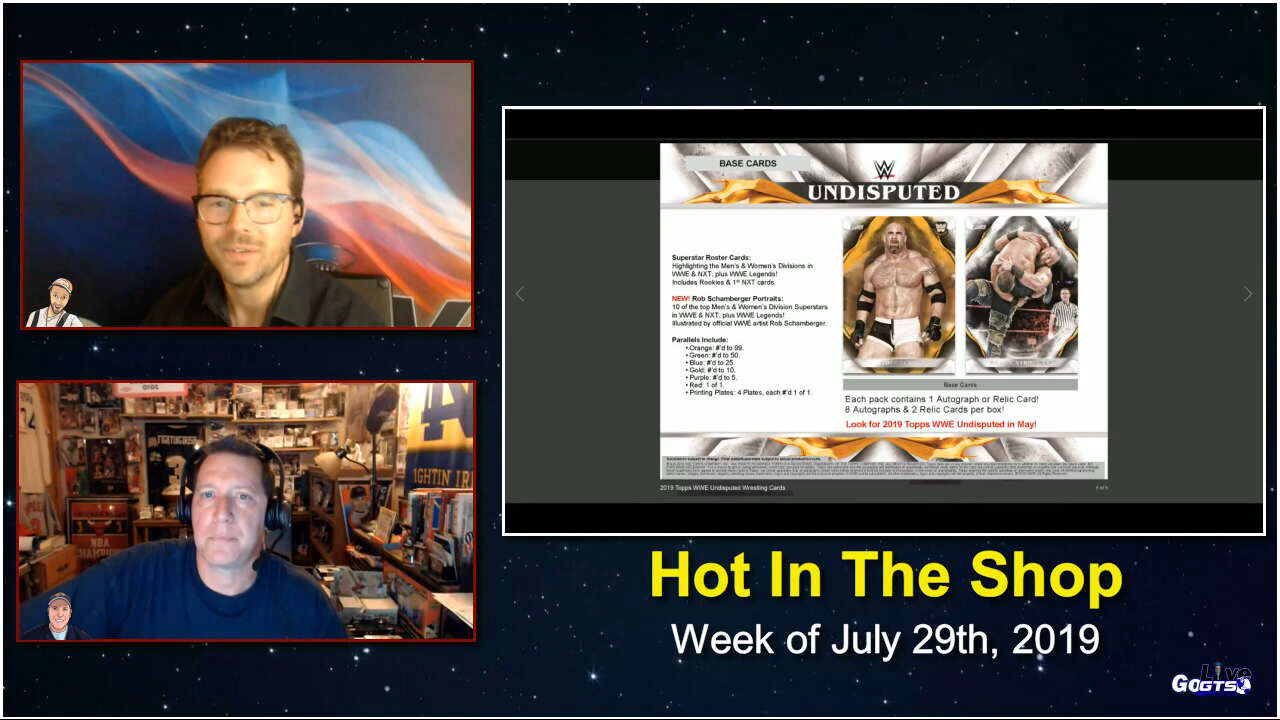 BASE CARDS
W
UNDISPUTED
Superstar Roster Cards:
Highlighting the Men's & Women's Divisions in
WWE & NXT, plus WWE Legends!
Includes Rookies & 1st NXT cards.
NEW! Rob Schamberger Portraits:
10 of the top Men's & Women's Division Superstars
in WWE & NXT, plus WWE Legends!
Illustrated by official WWE artist Rob Schamberger.
Parallels Include:
• Orange: #'d to 99.
• Green: #'d to 50.
• Blue: #'d to 25.
• Gold: #'d to 10.
• Purple: #'d to 5.
• Red: 1 of 1.
• Printing Plates: 4 Plates, each #'d 1 of 1.
Base Cards
Each pack contains 1 Autograph or Relic Card!
8 Autographs & 2 Relic Cards per box!
Look for 2019 Topps WWE Undisputed in May!
2019 Topps WWE Undisputed Wrestling Cards
NBA
CHAMPION
GHTIN IR
Hot In The Shop
Week of July 29th, 2019
Live
GoGTS